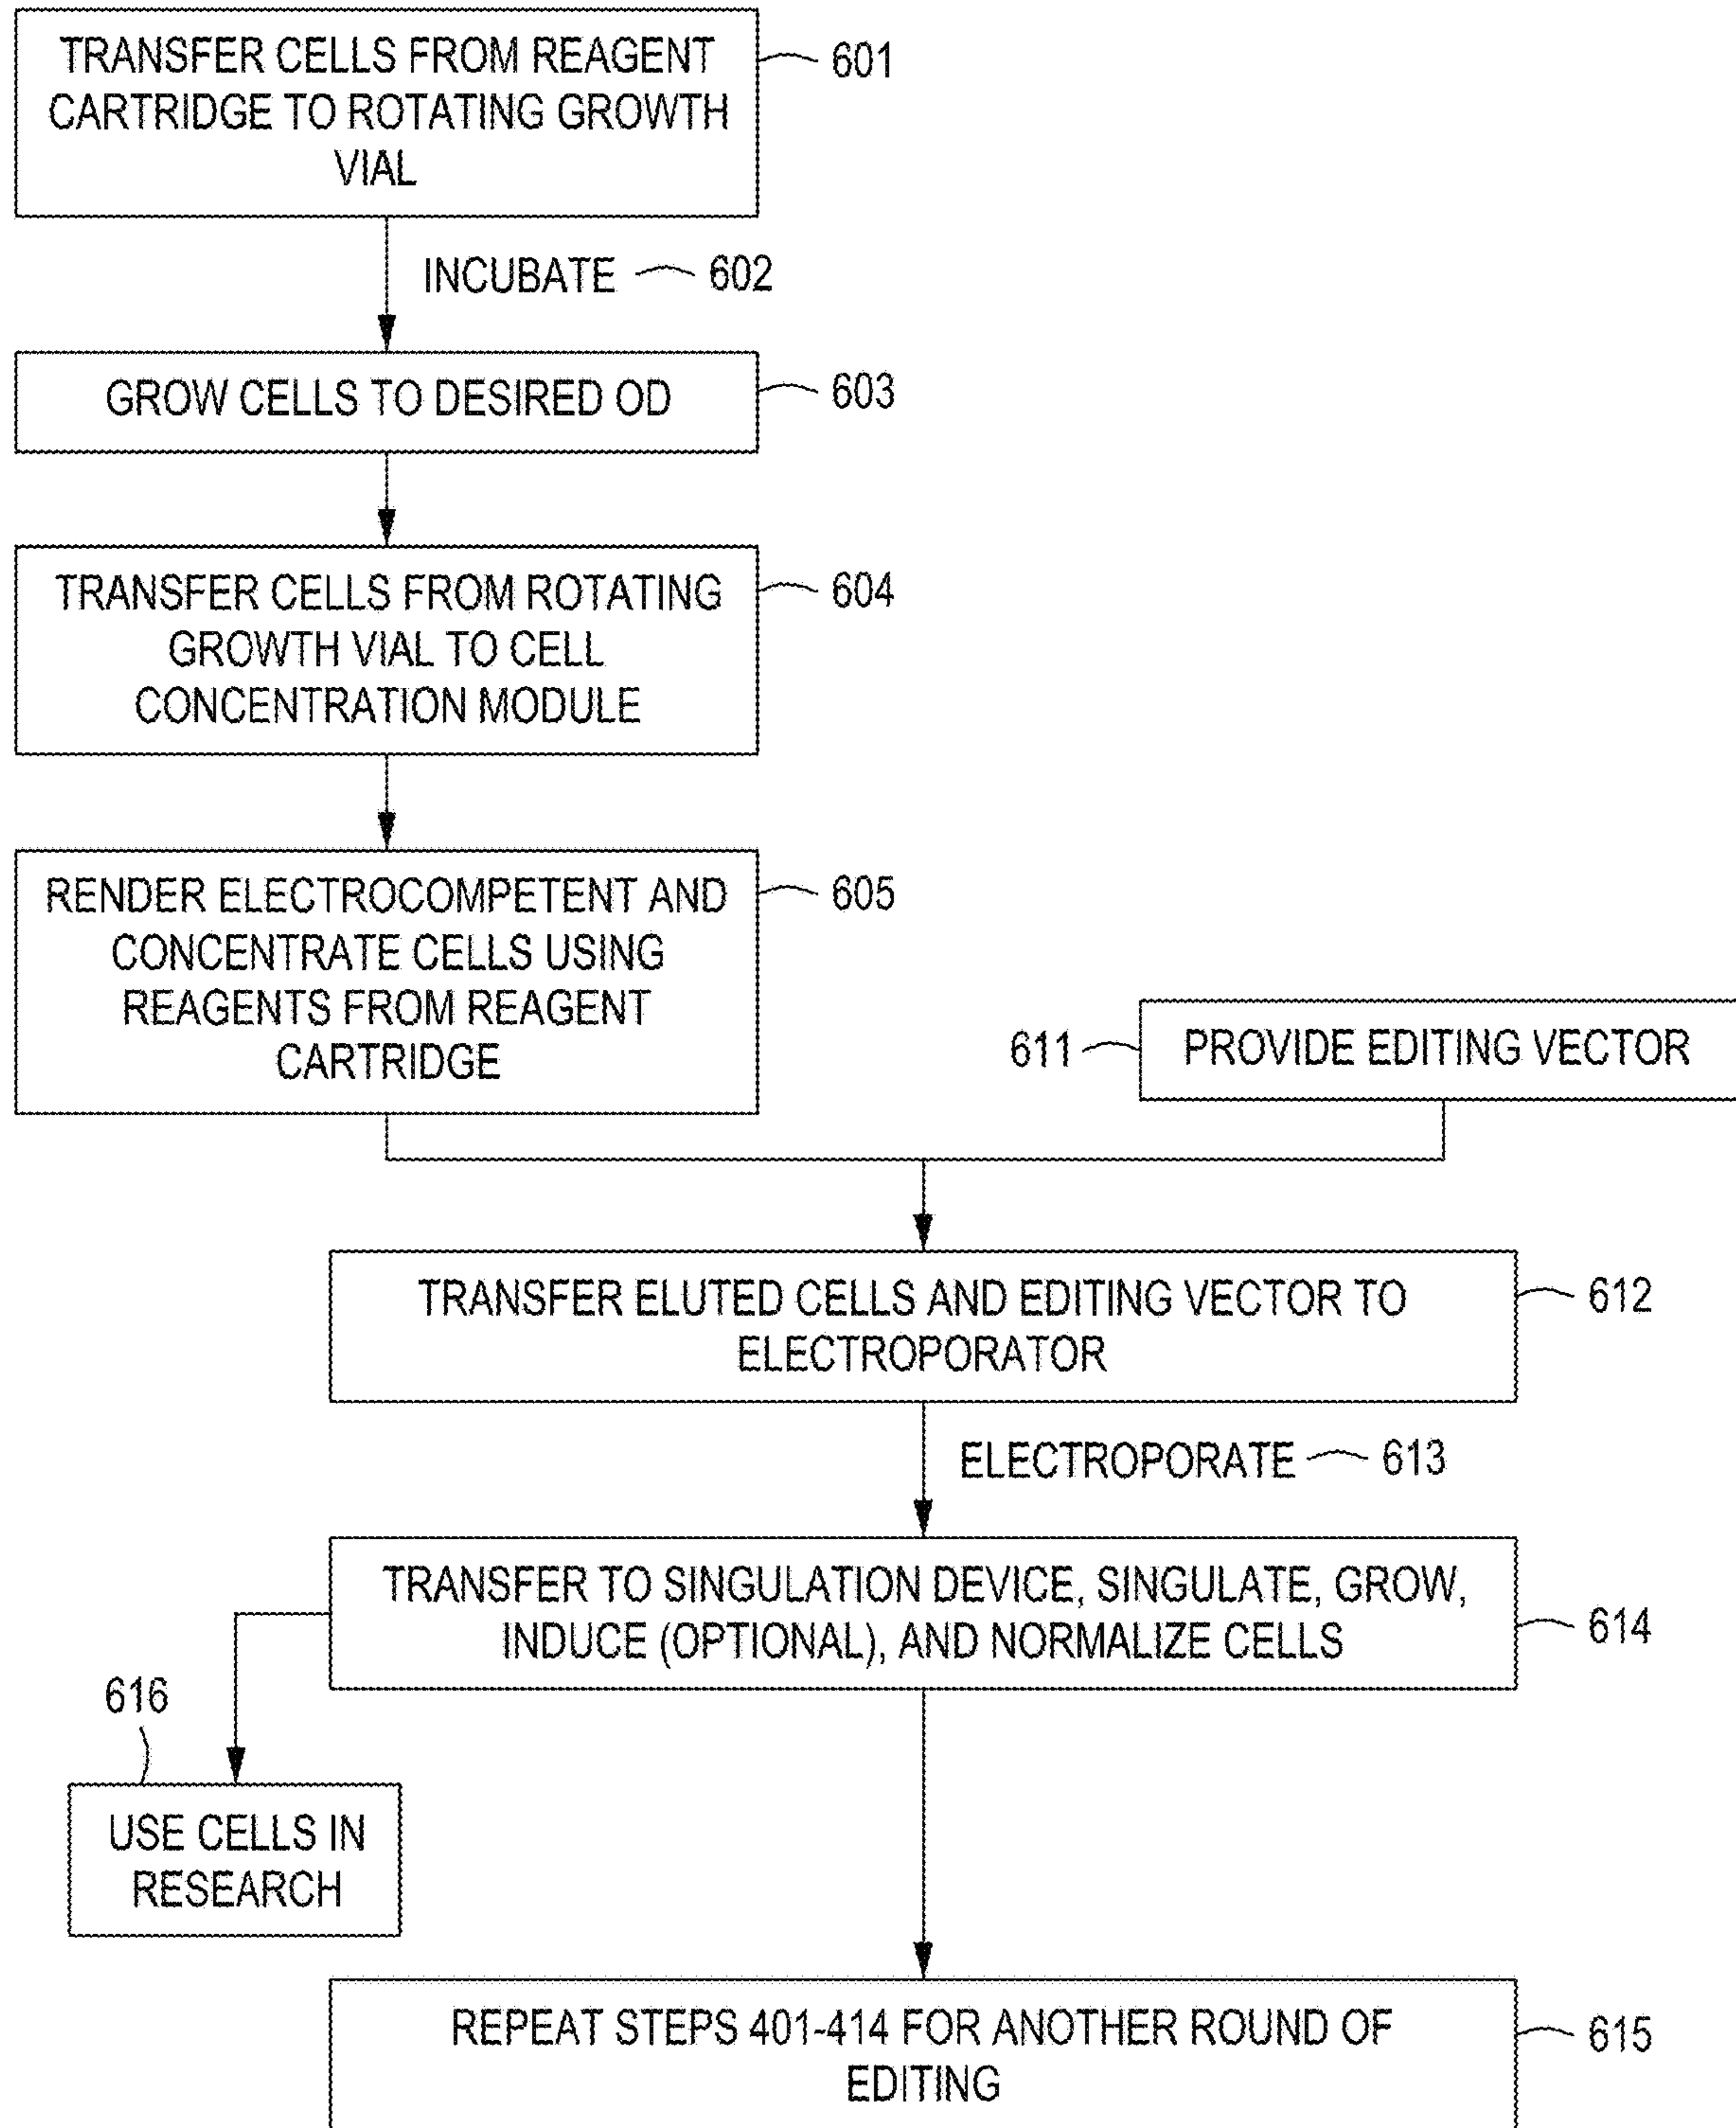 TRANSFER CELLS FROM REAGENT
CARTRIDGE TO ROTATING GROWTH
VIAL
601
INCUBATE
602
GROW CELLS TO DESIRED OD
603
TRANSFER CELLS FROM ROTATING
GROWTH VIAL TO CELL
CONCENTRATION MODULE
604
RENDER ELECTROCOMPETENT AND
CONCENTRATE CELLS USING
REAGENTS FROM REAGENT
CARTRIDGE
605
611
PROVIDE EDITING VECTOR
TRANSFER ELUTED CELLS AND EDITING VECTOR TO
ELECTROPORATOR
612
ELECTROPORATE
613
TRANSFER TO SINGULATION DEVICE, SINGULATE, GROW,
INDUCE (OPTIONAL), AND NORMALIZE CELLS
614
616
USE CELLS IN
RESEARCH
REPEAT STEPS 401-414 FOR ANOTHER ROUND OF
EDITING
615